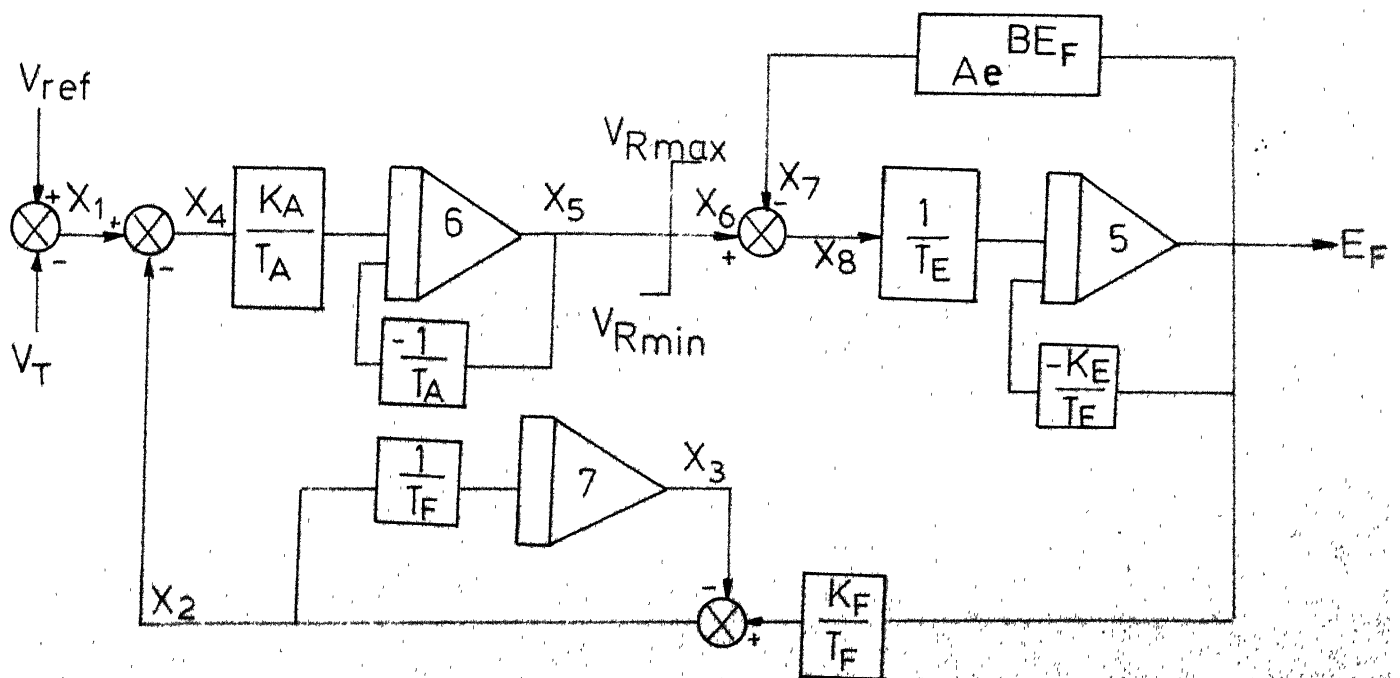 Ae^BE_F
V_ref
V_T
+
-
X_1
+
-
X_4
K_A
T_A
6
X_5
-1
T_A
V_Rmax
V_Rmin
X_6
+
-
X_7
X_8
1
T_E
5
E_F
-K_E
T_E
1
T_F
7
X_3
-
+
K_F
T_F
X_2